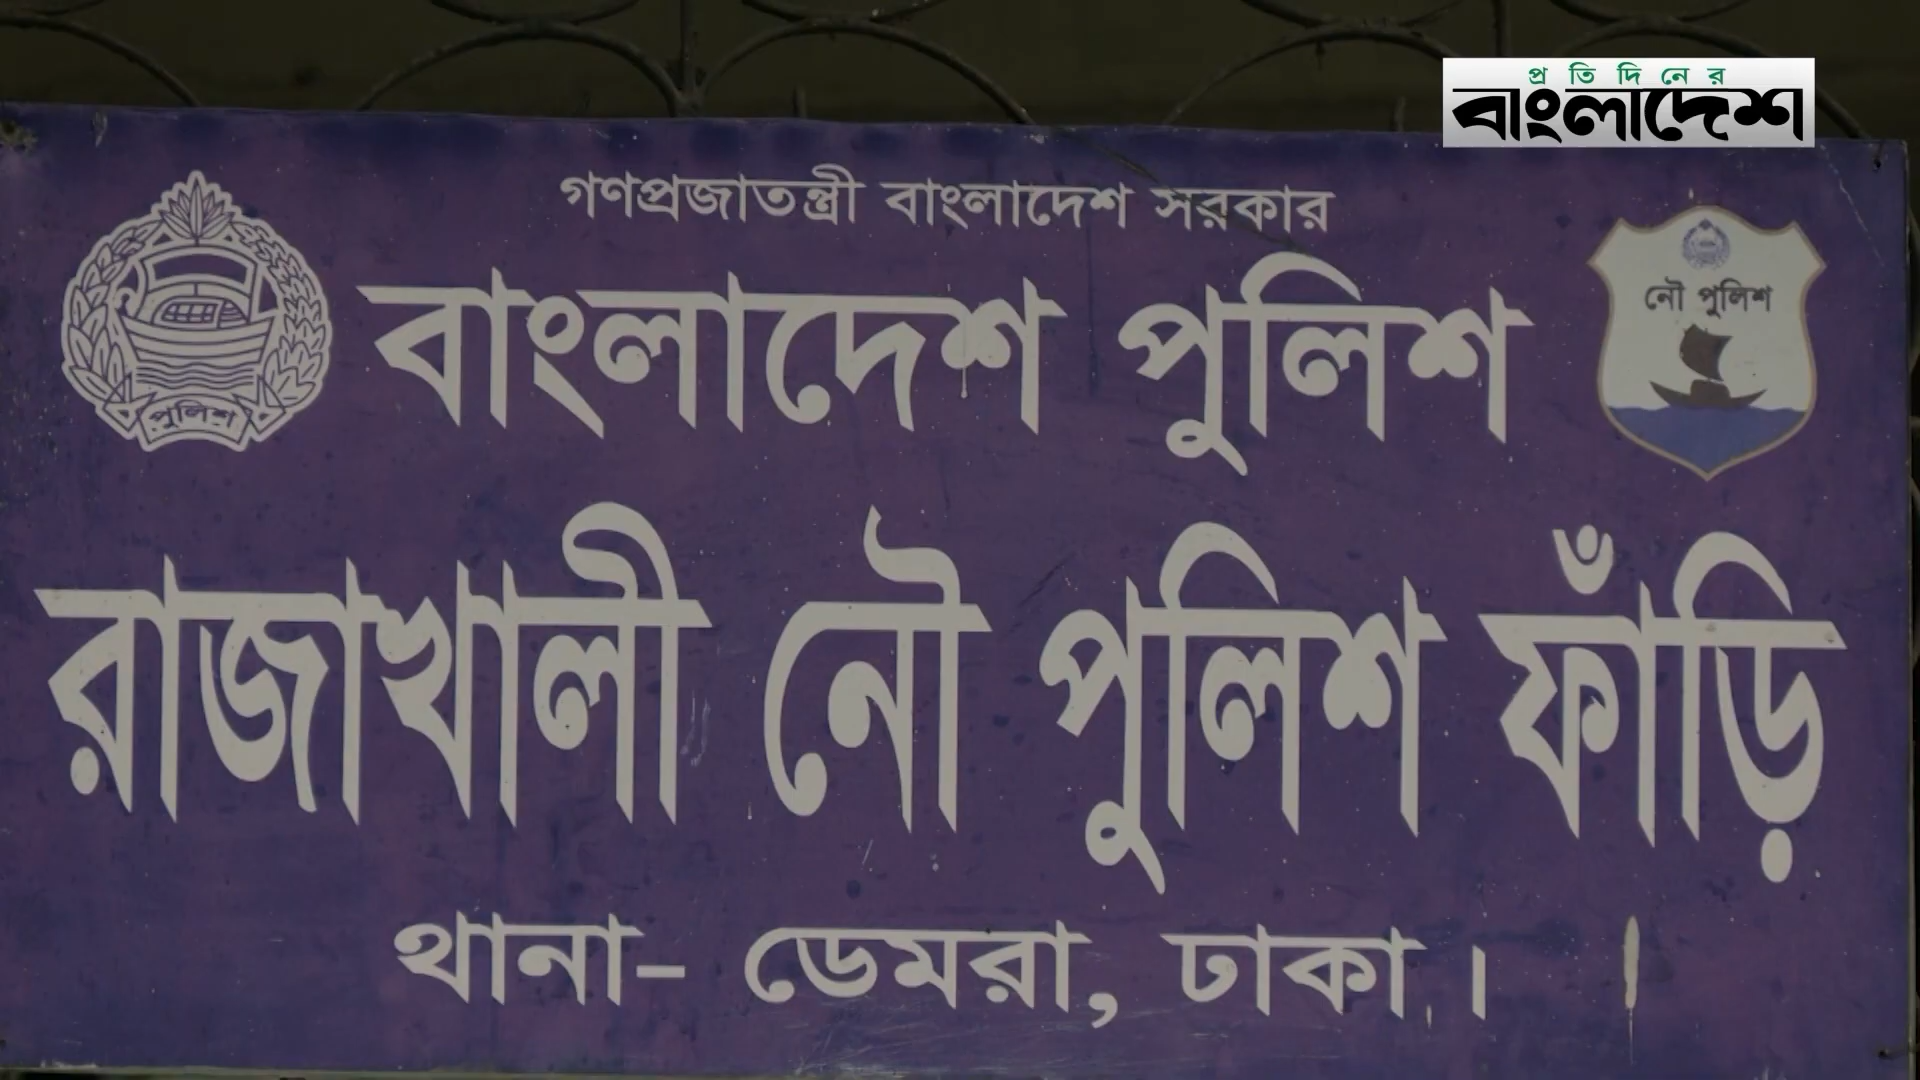 প্রতিদিনের
বাংলাদেশ
গণপ্রজাতন্ত্রী বাংলাদেশ সরকার
বাংলাদেশ পুলিশ
পুলিশ
নৌ পুলিশ
রাজাখালী নৌ পুলিশ ফাঁড়ি
থানা- ডেমরা, ঢাকা।